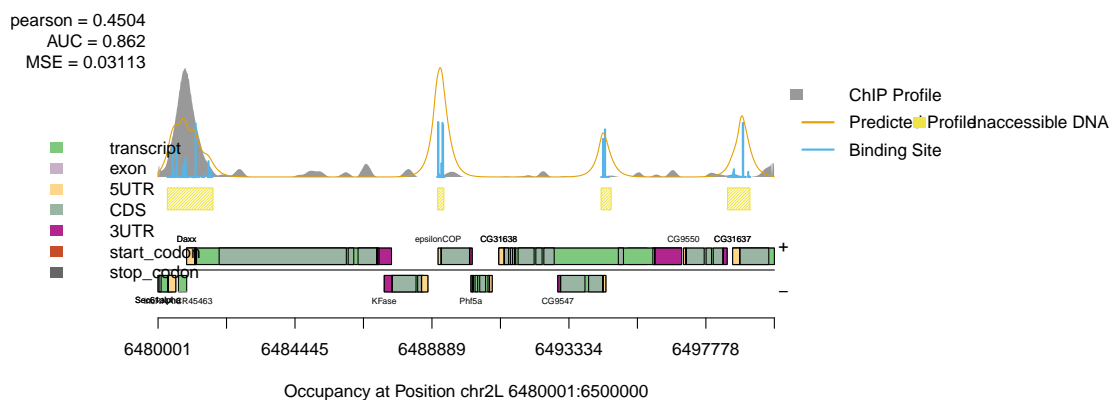 pearson = 0.4504
AUC = 0.862
MSE = 0.03113
ChIP Profile
Predicted Profile
Inaccessible DNA
Binding Site
transcript
exon
5UTR
CDS
3UTR
start_codon
stop_codon
Daxx
epsilonCOP
CG31638
CG9550
CG31637
+
CR45463
KFase
Phf5a
CG9547
−
6480001
6484445
6488889
6493334
6497778
Occupancy at Position chr2L 6480001:6500000